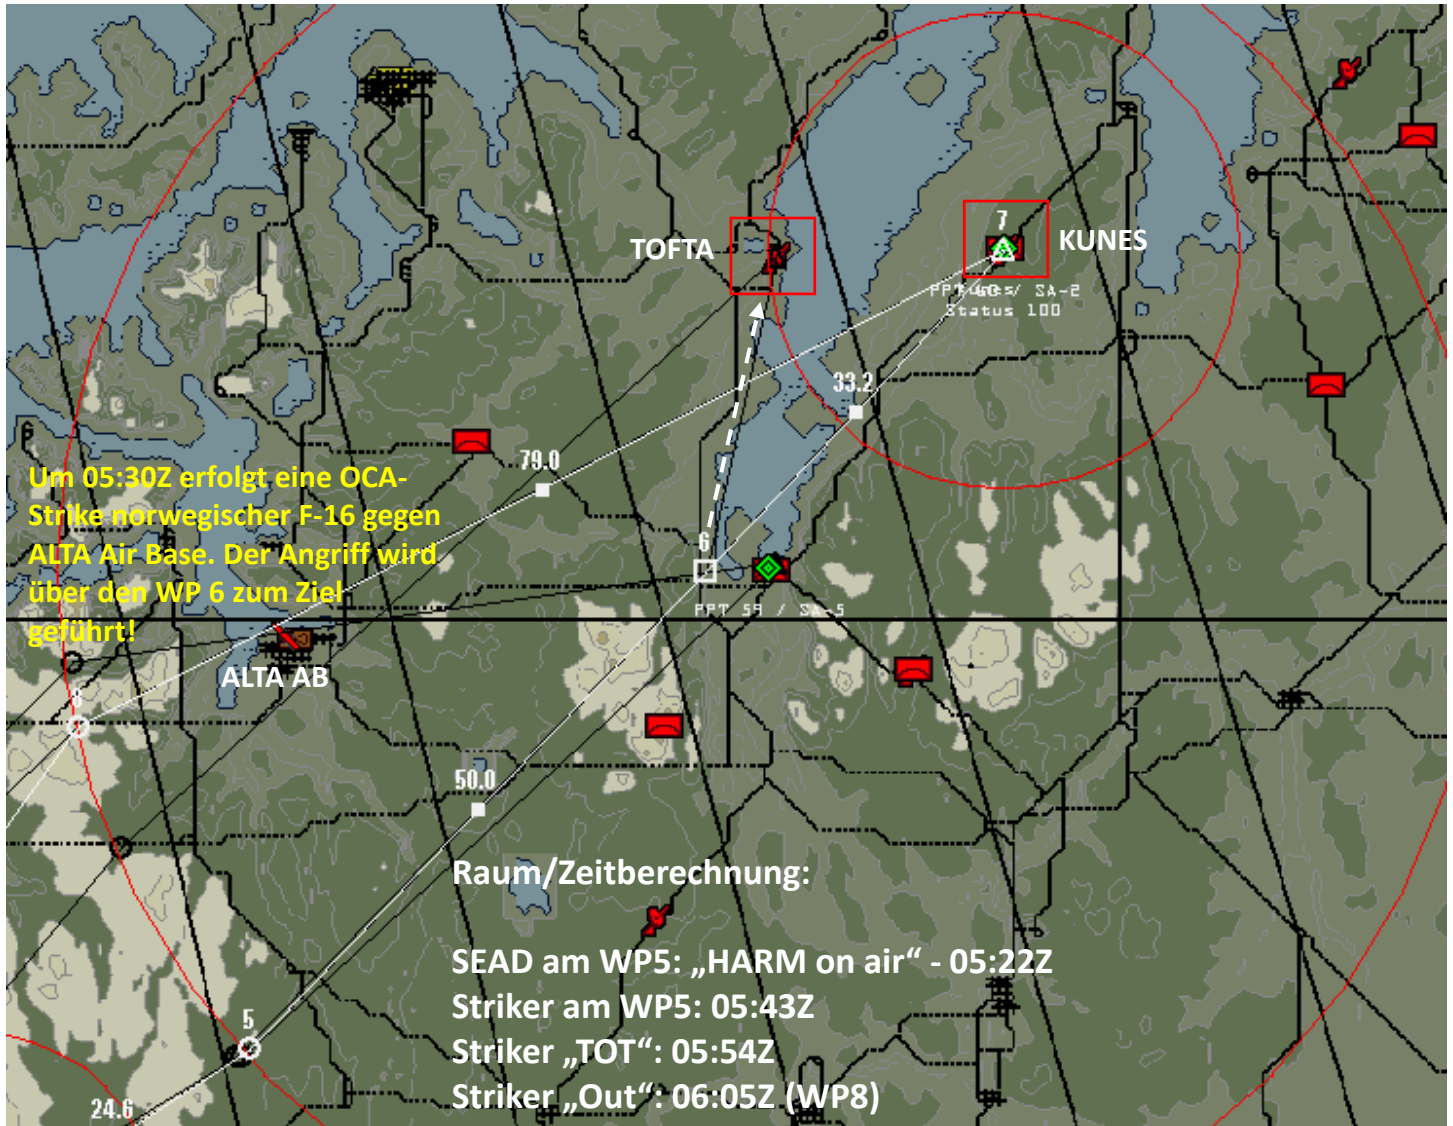 7
TOFTA
KUNES
PPT 60 / SA-2
Status 100
33.2
79.0
Um 05:30Z erfolgt eine OCA-
Strike norwegischer F-16 gegen
ALTA Air Base. Der Angriff wird
über den WP 6 zum Ziel
geführt!
6
PPT 59 / SA-5
ALTA AB
8
50.0
Raum/Zeitberechnung:
SEAD am WP5: „HARM on air“ - 05:22Z
Striker am WP5: 05:43Z
5
Striker „TOT“: 05:54Z
Striker „Out“: 06:05Z (WP8)
24.6